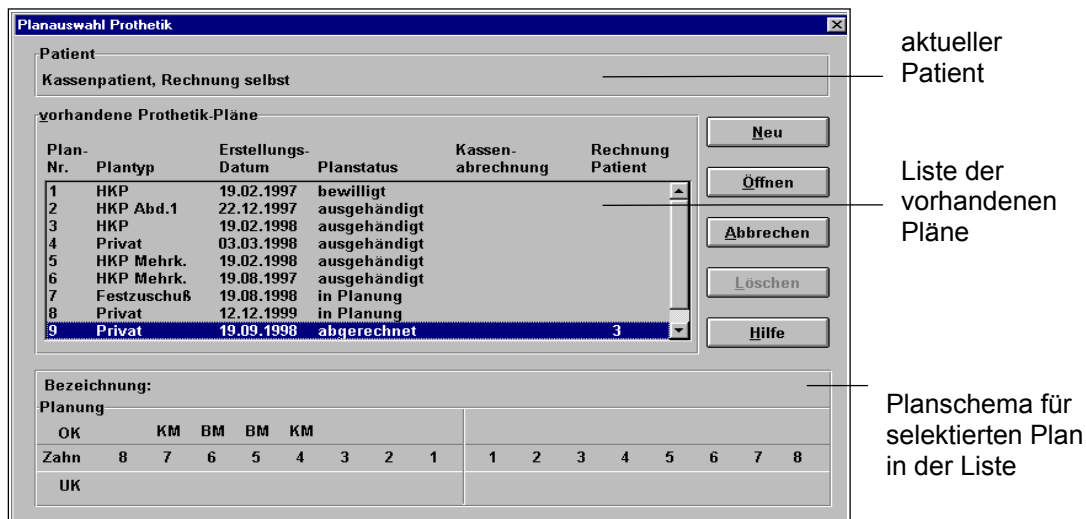 Planauswahl Prothetik
Patient
Kassenpatient, Rechnung selbst
vorhandene Prothetik-Pläne
Plan-Nr. Plantyp Erstellungs-Datum Planstatus Kassen-abrechnung Rechnung Patient
1 HKP 19.02.1997 bewilligt
2 HKP Abd.1 22.12.1997 ausgehändigt
3 HKP 19.02.1998 ausgehändigt
4 Privat 03.03.1998 ausgehändigt
5 HKP Mehrk. 19.02.1998 ausgehändigt
6 HKP Mehrk. 19.08.1997 ausgehändigt
7 Festzuschuß 19.08.1998 in Planung
8 Privat 12.12.1999 in Planung
9 Privat 19.09.1998 abgerechnet 3
Neu
Öffnen
Abbrechen
Löschen
Hilfe
Bezeichnung:
Planung
OK KM BM BM KM
Zahn 8 7 6 5 4 3 2 1 1 2 3 4 5 6 7 8
UK
aktueller
Patient
Liste der
vorhandenen
Pläne
Planschema für
selektierten Plan
in der Liste